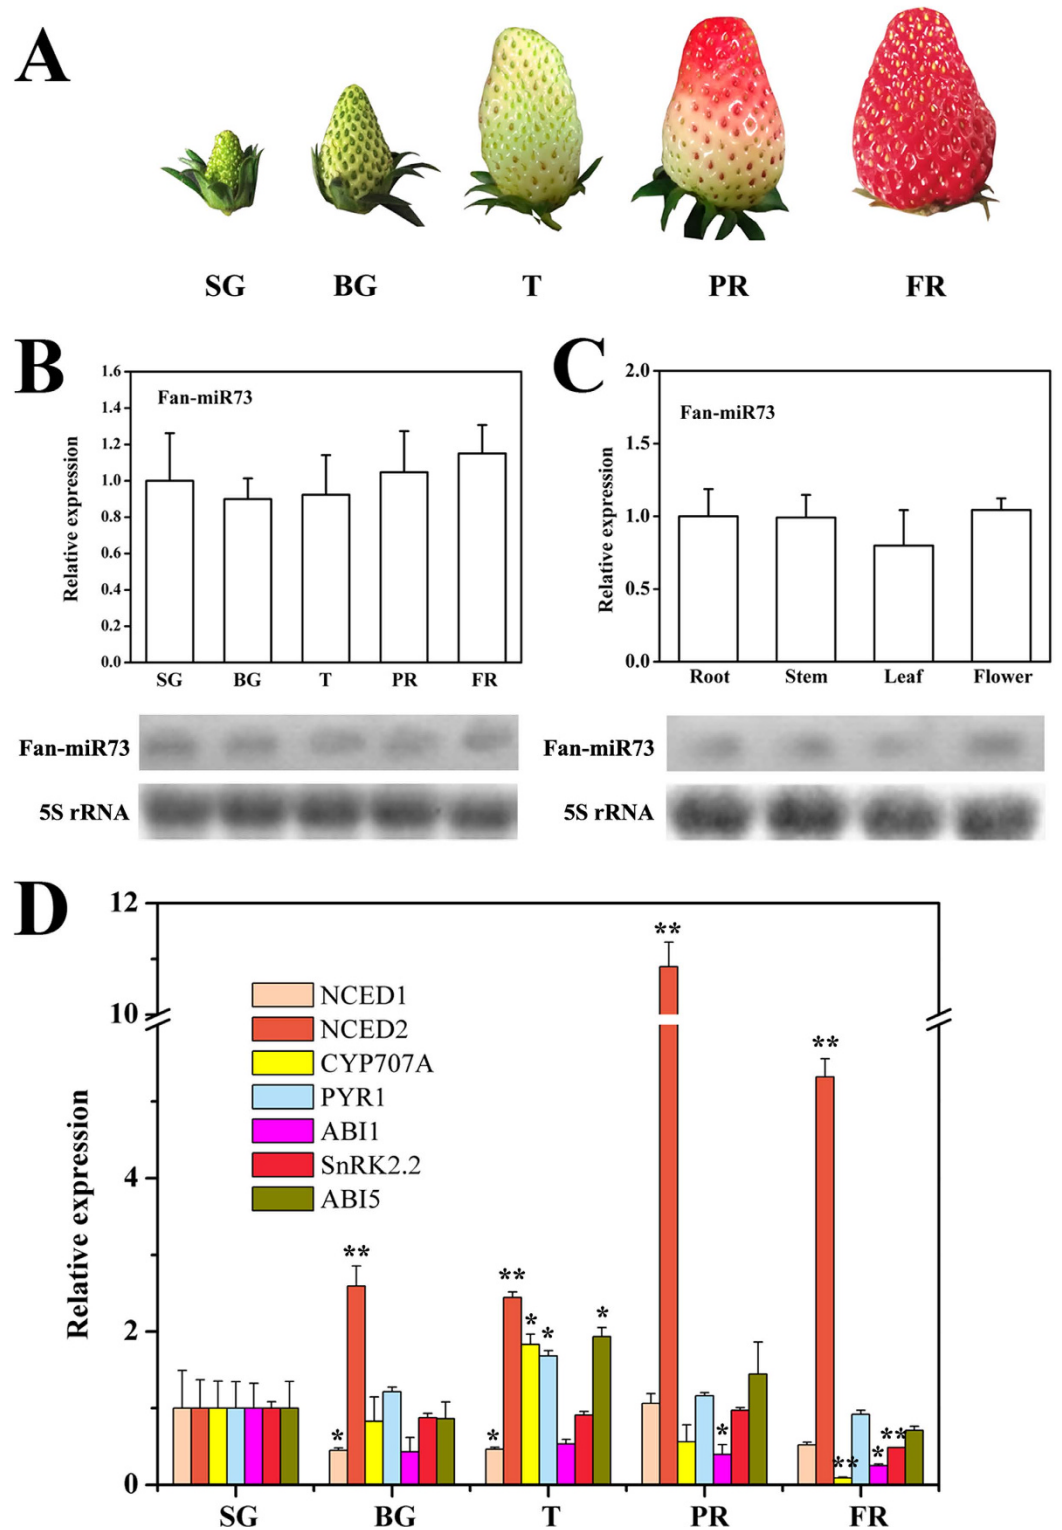 A
SG BG T PR FR
B
1.6
1.4
1.2
1.0
0.8
0.6
0.4
0.2
0.0
Relative expression
Fan-miR73
SG BG T PR FR
Fan-miR73
5S rRNA
C
2.0
1.5
1.0
0.5
0.0
Relative expression
Fan-miR73
Root Stem Leaf Flower
Fan-miR73
5S rRNA
D
12
10
4
2
0
Relative expression
NCED1
NCED2
CYP707A
PYR1
ABI1
SnRK2.2
ABI5
* **
* ** * * *
** *
** ** * **
SG BG T PR FR